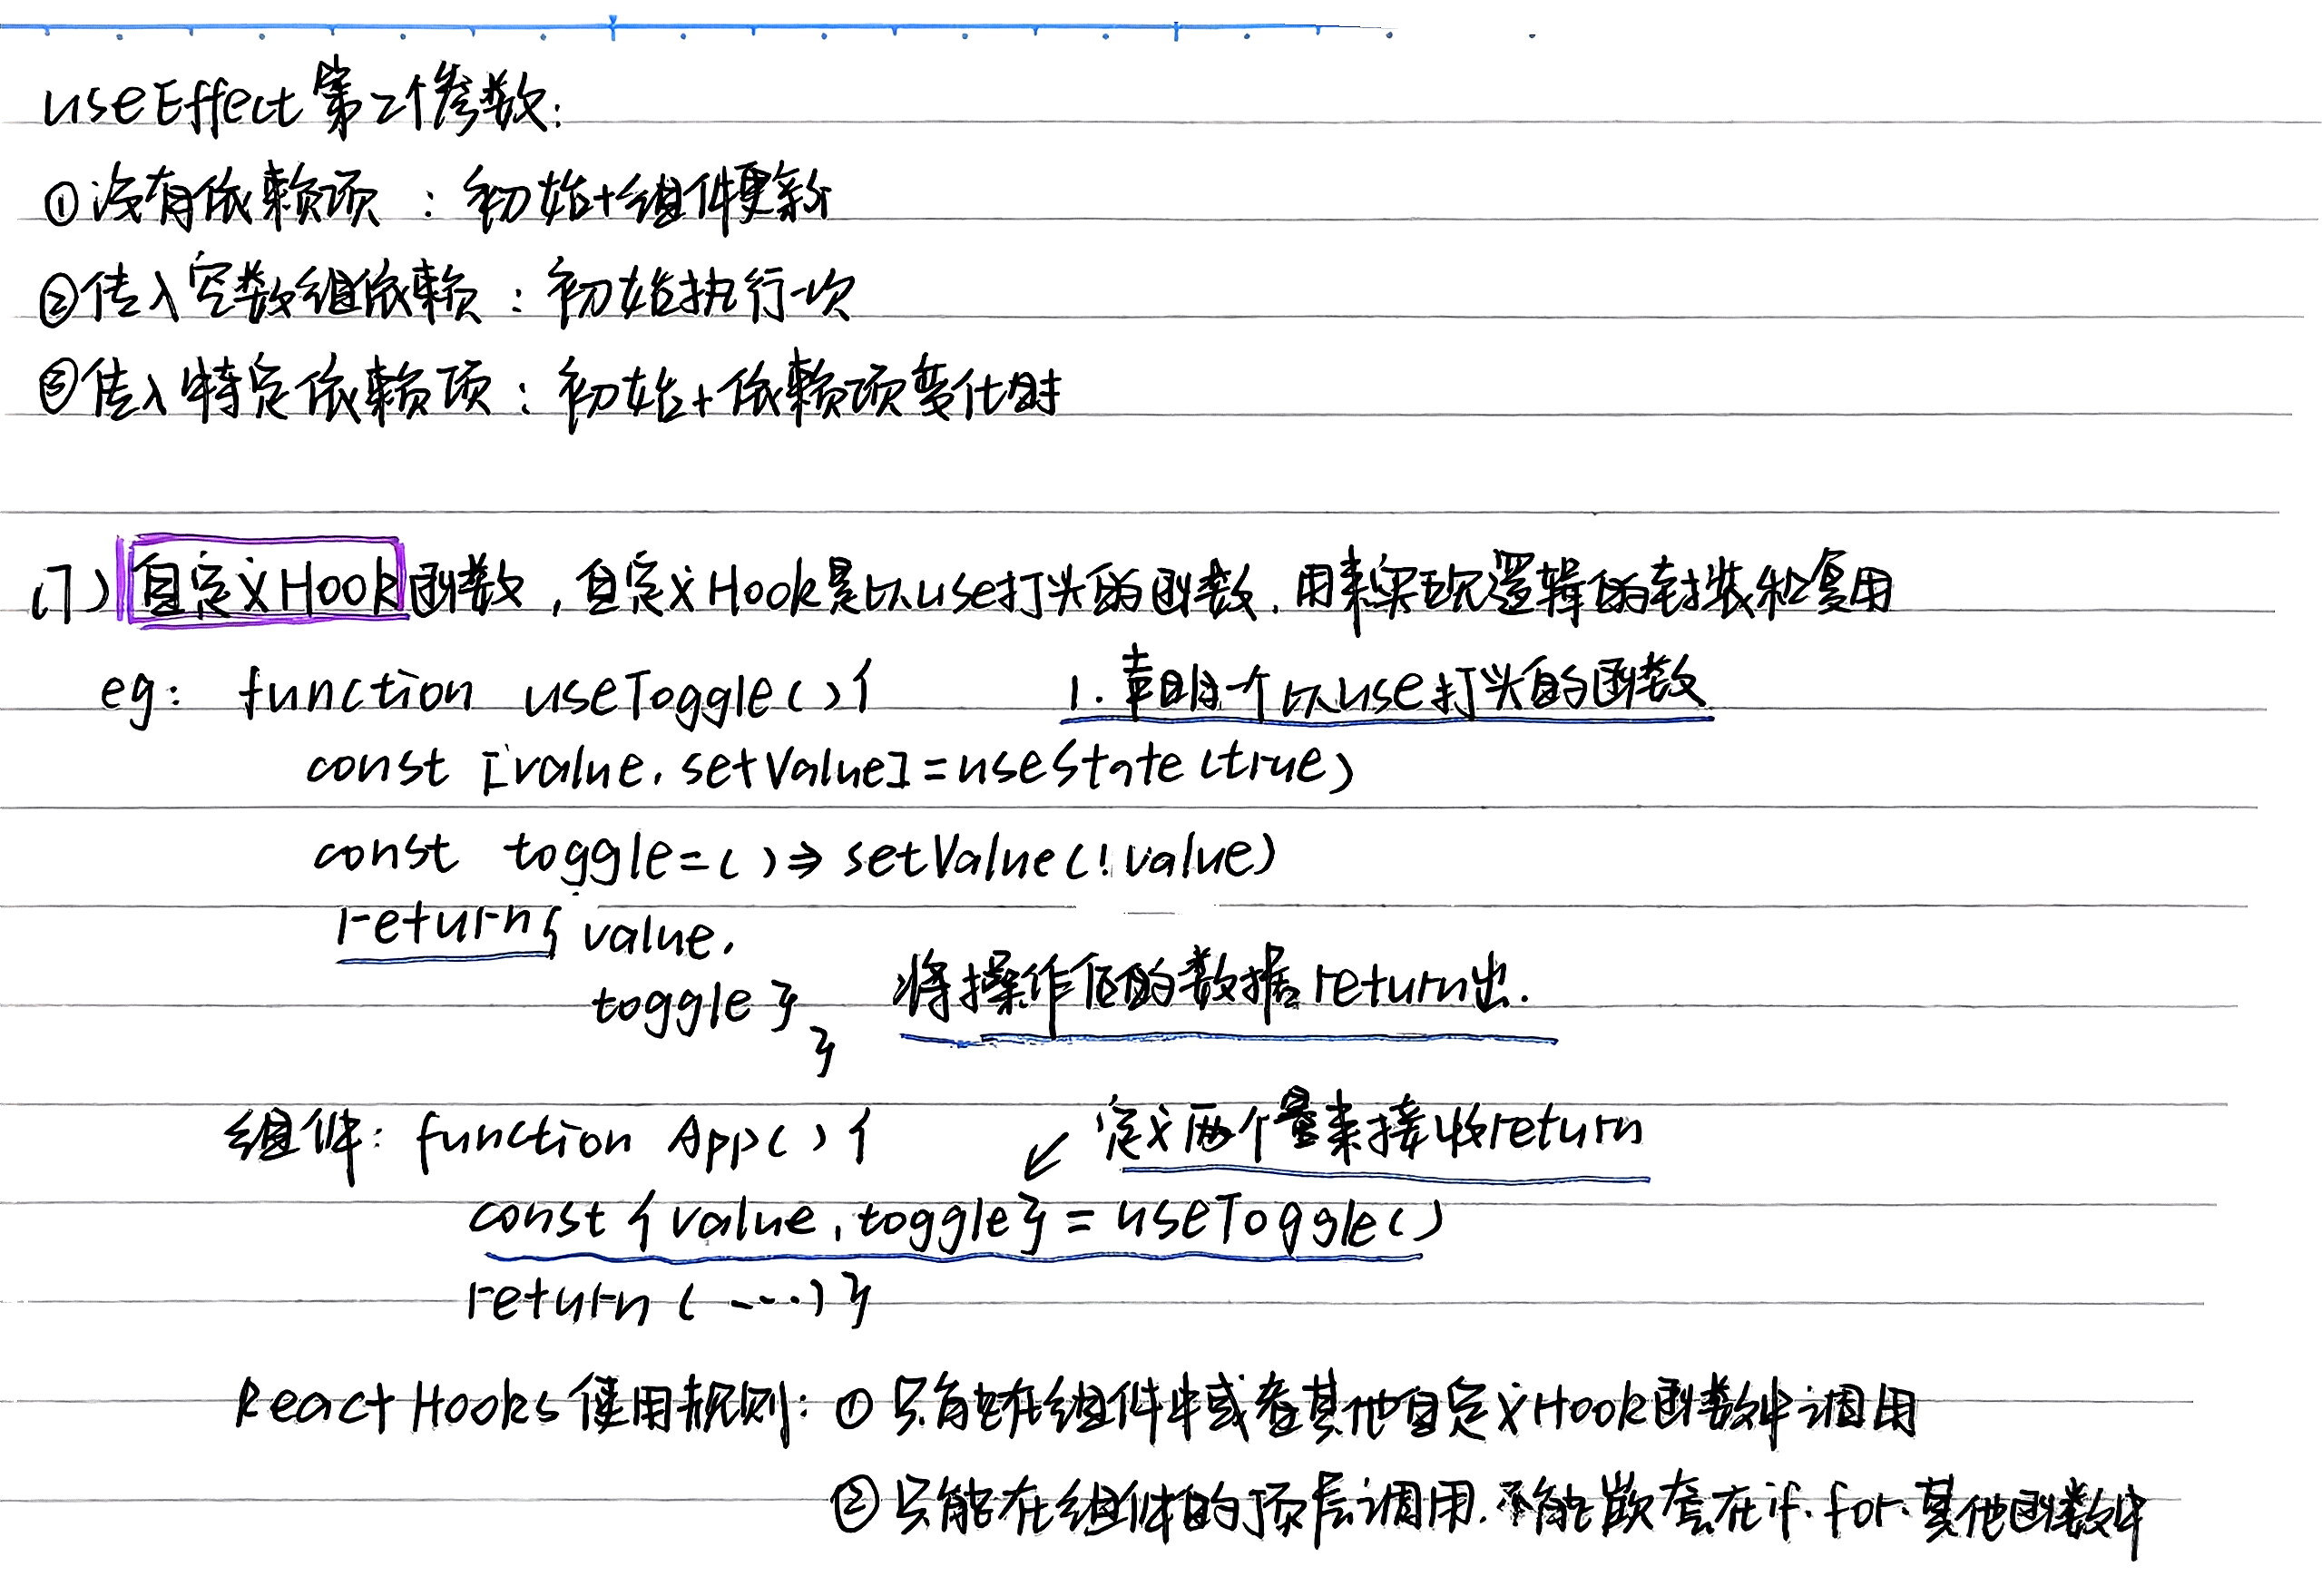 useEffect第2个参数:
①没有依赖项 : 初始+组件更新
②传入空数组依赖 : 初始执行一次
③传入特定依赖项 : 初始+依赖项变化时
(7) 自定义Hook函数,自定义Hook是以use打头的函数,用来实现逻辑的封装和复用
eg: function useToggle(){ 1.声明一个以use打头的函数
const [value,setValue]=useState(true)
const toggle=()=>setValue(!value)
return{ value,
toggle} 将操作后的数据return出.
}
组件: function App(){ ↙ 定义两个量来接收return
const{value,toggle}=useToggle()
return(....)}
React Hooks使用规则: ①只能在组件中或者其他自定义Hook函数中调用
②只能在组件的顶层调用.不能嵌套在if.for.其他函数中